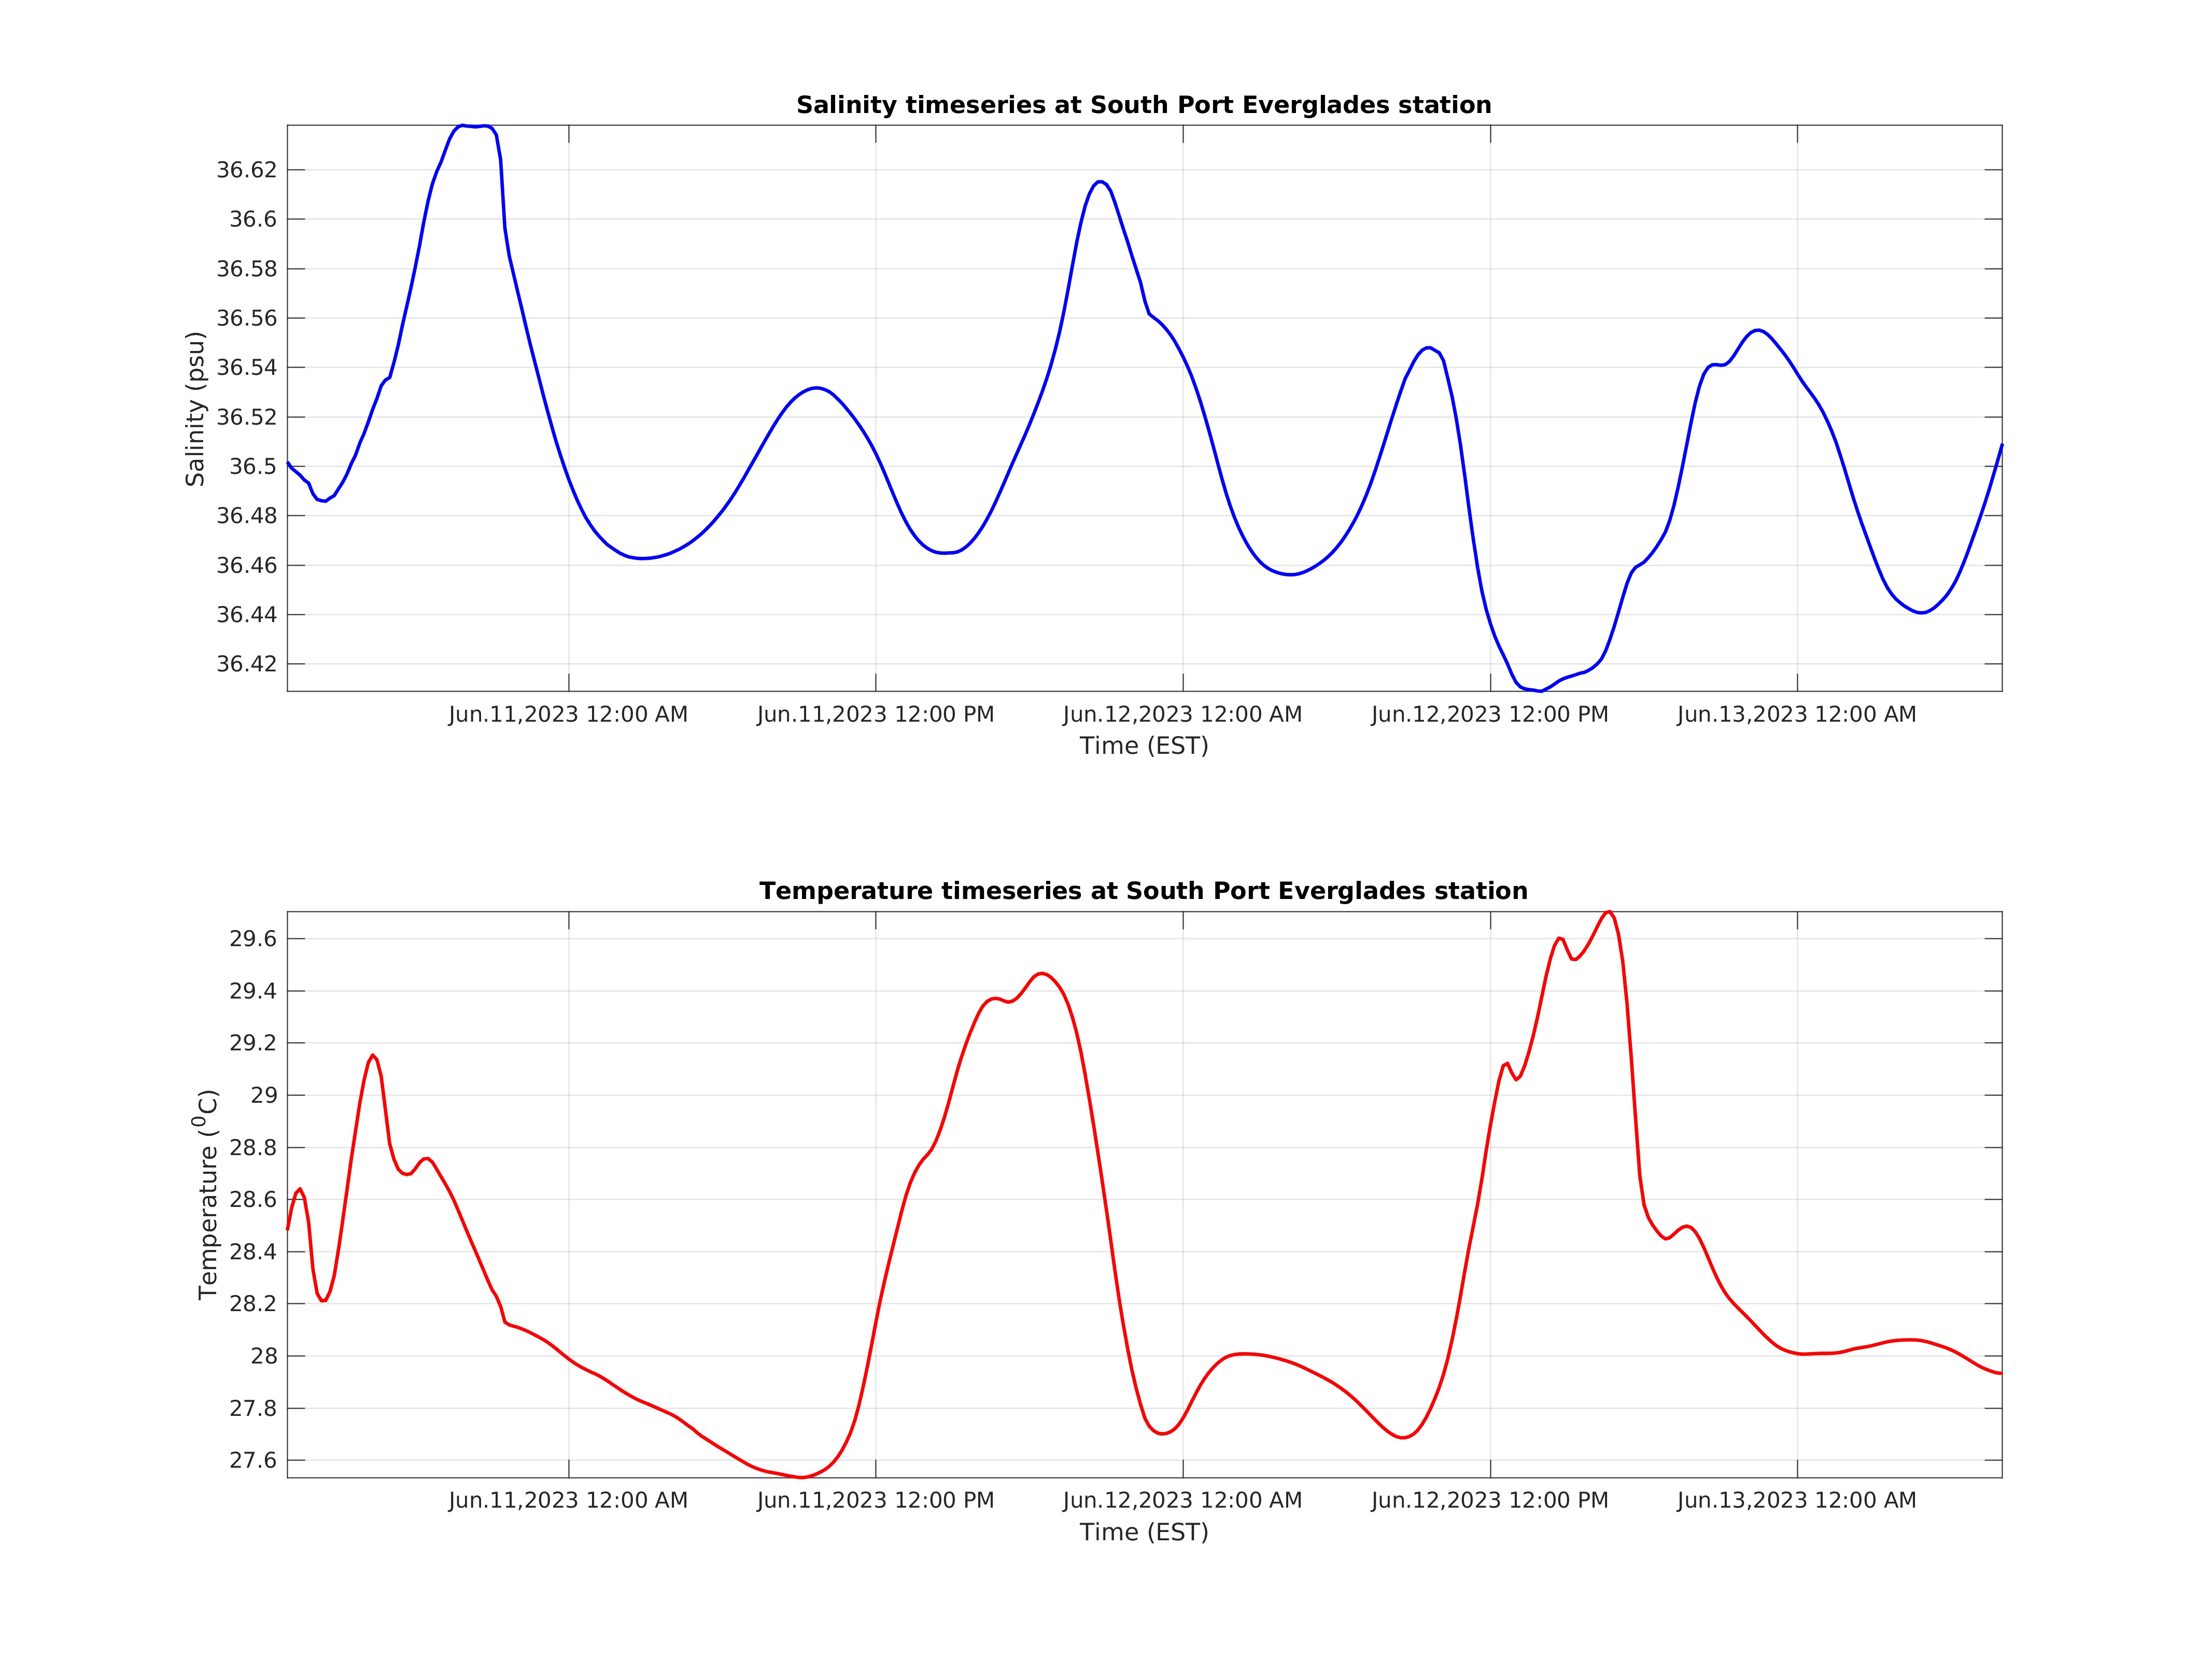 Salinity timeseries at South Port Everglades station
36.62
36.6
36.58
36.56
36.54
36.52
36.5
36.48
36.46
36.44
36.42
Salinity (psu)
Jun.11,2023 12:00 AM
Jun.11,2023 12:00 PM
Jun.12,2023 12:00 AM
Jun.12,2023 12:00 PM
Jun.13,2023 12:00 AM
Time (EST)
Temperature timeseries at South Port Everglades station
29.6
29.4
29.2
29
28.8
28.6
28.4
28.2
28
27.8
27.6
Temperature (⁰C)
Jun.11,2023 12:00 AM
Jun.11,2023 12:00 PM
Jun.12,2023 12:00 AM
Jun.12,2023 12:00 PM
Jun.13,2023 12:00 AM
Time (EST)